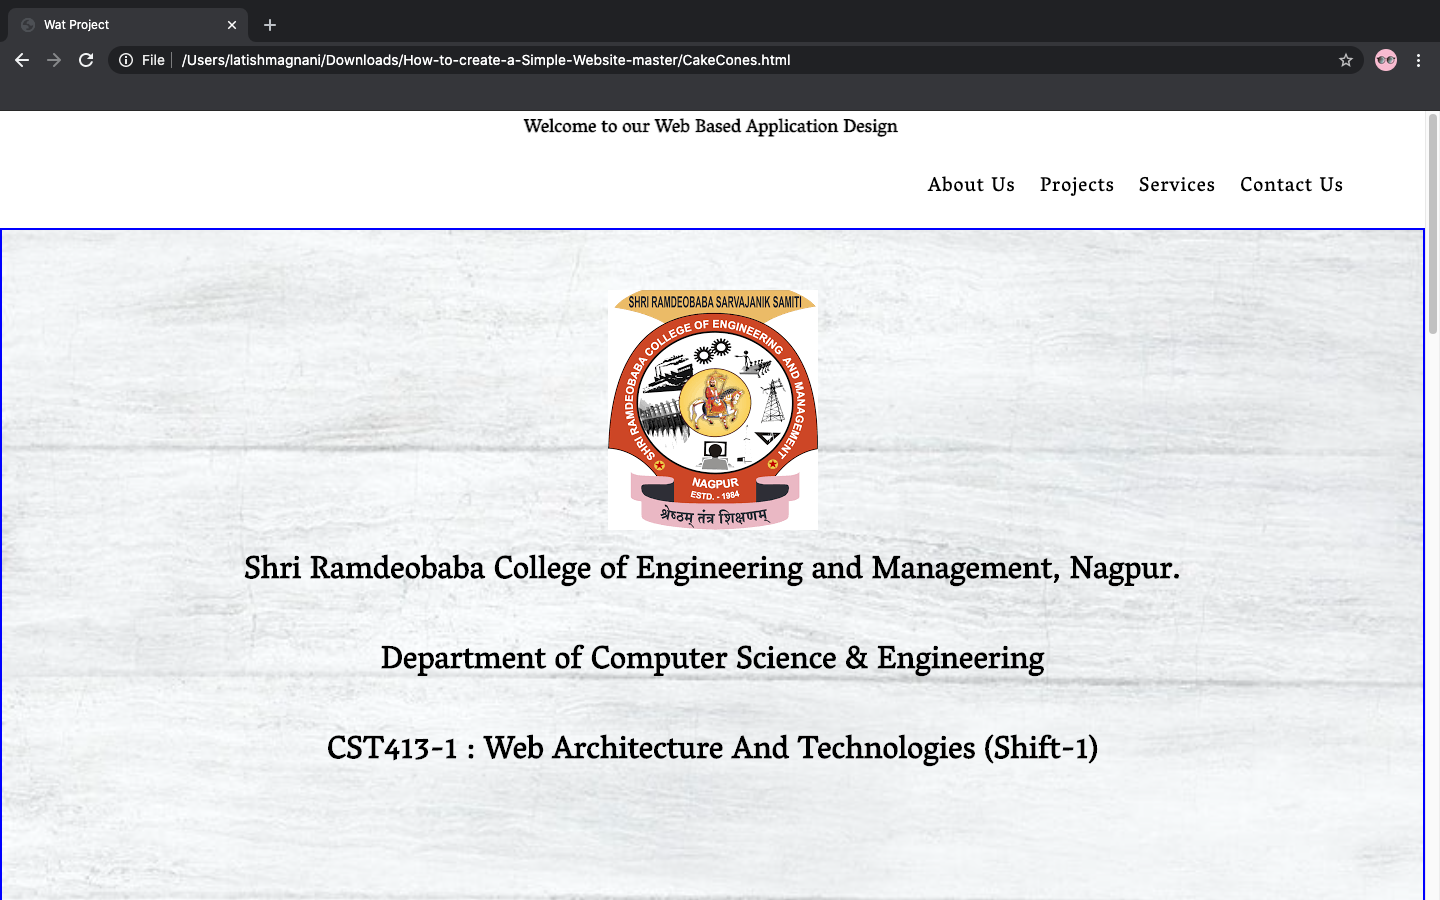 Wat Project
File
/Users/latishmagnani/Downloads/How-to-create-a-Simple-Website-master/CakeCones.html
Welcome to our Web Based Application Design
About Us Projects Services Contact Us
SHRI RAMDEOBABA SARVAJANIK SAMITI
SHRI RAMDEOBABA COLLEGE OF ENGINEERING AND MANAGEMENT
NAGPUR
ESTD. - 1984
श्रेष्ठम् तंत्र शिक्षणम्
Shri Ramdeobaba College of Engineering and Management, Nagpur.
Department of Computer Science & Engineering
CST413-1 : Web Architecture And Technologies (Shift-1)